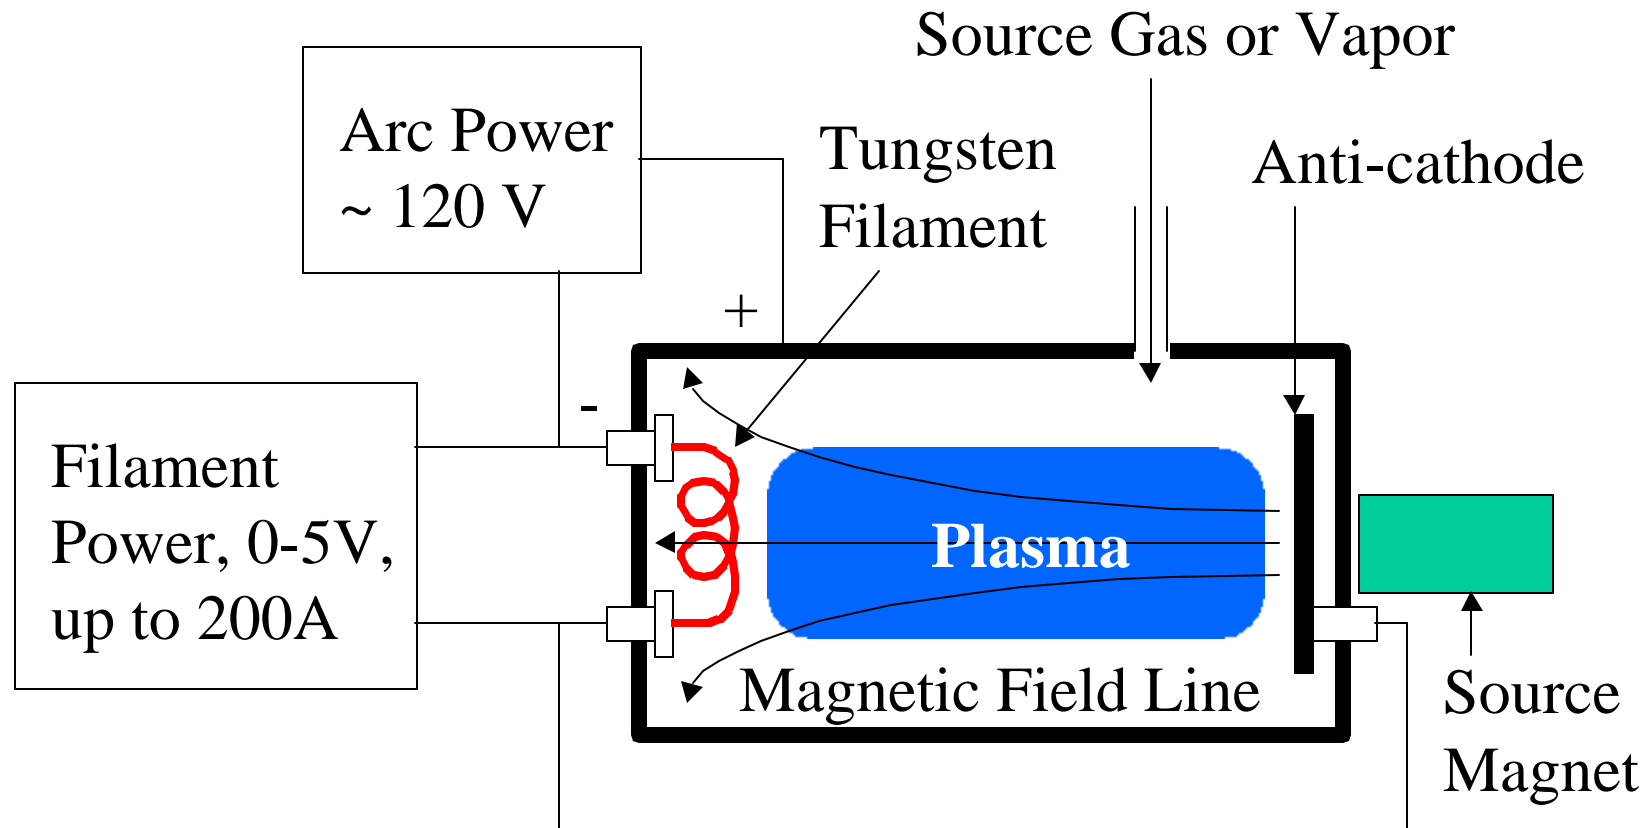 Source Gas or Vapor
Arc Power
~ 120 V
Tungsten
Filament
Anti-cathode
+
-
Filament
Power, 0-5V,
up to 200A
Plasma
Magnetic Field Line
Source
Magnet